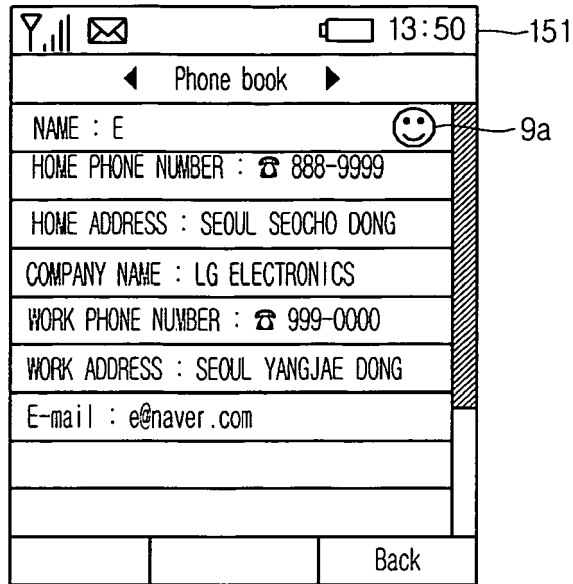 13:50
151
Phone book
NAME : E
9a
HOME PHONE NUMBER : ☎ 888-9999
HOME ADDRESS : SEOUL SEOCHO DONG
COMPANY NAME : LG ELECTRONICS
WORK PHONE NUMBER : ☎ 999-0000
WORK ADDRESS : SEOUL YANGJAE DONG
E-mail : e@naver.com
Back